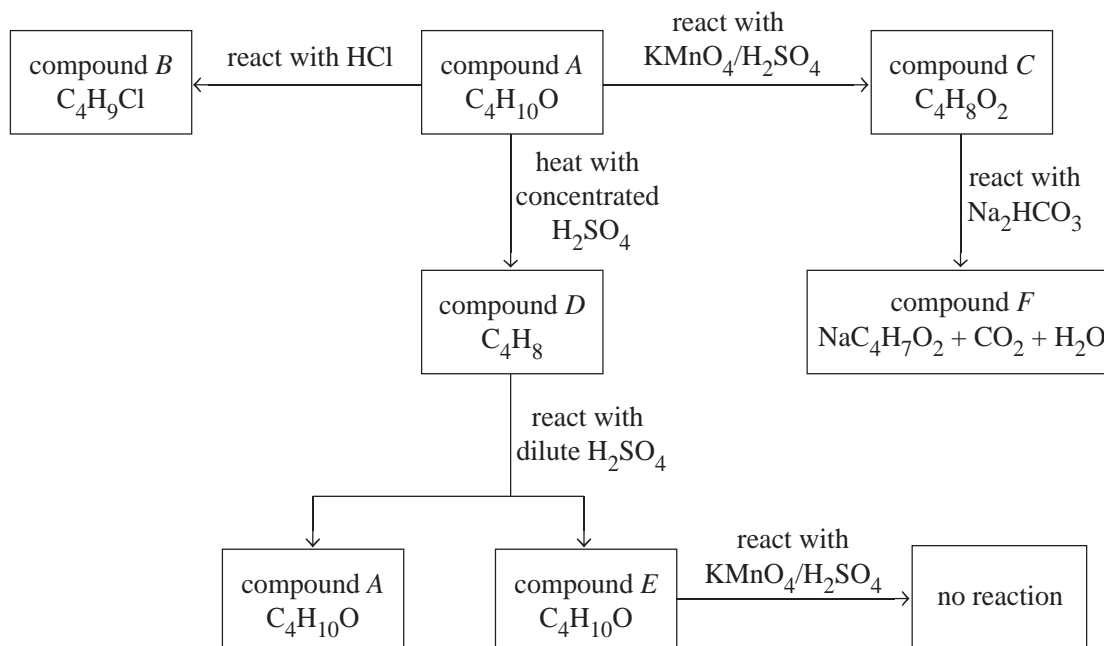 compound B
C₄H₉Cl
react with HCl
compound A
C₄H₁₀O
react with
KMnO₄/H₂SO₄
compound C
C₄H₈O₂
heat with
concentrated
H₂SO₄
react with
Na₂HCO₃
compound D
C₄H₈
compound F
NaC₄H₇O₂ + CO₂ + H₂O
react with
dilute H₂SO₄
compound A
C₄H₁₀O
compound E
C₄H₁₀O
react with
KMnO₄/H₂SO₄
no reaction